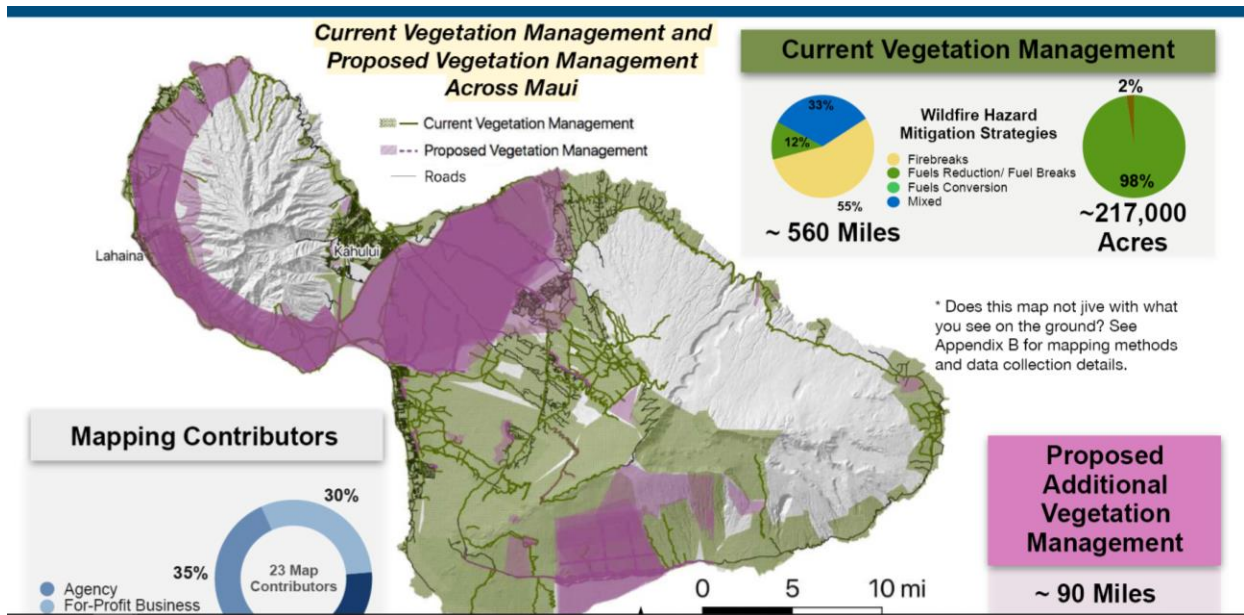 Current Vegetation Management and
Proposed Vegetation Management
Across Maui
Current Vegetation Management
Proposed Vegetation Management
Roads
Lahaina
Kahului
Current Vegetation Management
33%
12%
55%
~ 560 Miles
Wildfire Hazard
Mitigation Strategies
Firebreaks
Fuels Reduction/ Fuel Breaks
Fuels Conversion
Mixed
2%
98%
~217,000
Acres
* Does this map not jive with what
you see on the ground? See
Appendix B for mapping methods
and data collection details.
Mapping Contributors
30%
35%
23 Map
Contributors
Agency
For-Profit Business
0 5 10 mi
Proposed
Additional
Vegetation
Management
~ 90 Miles